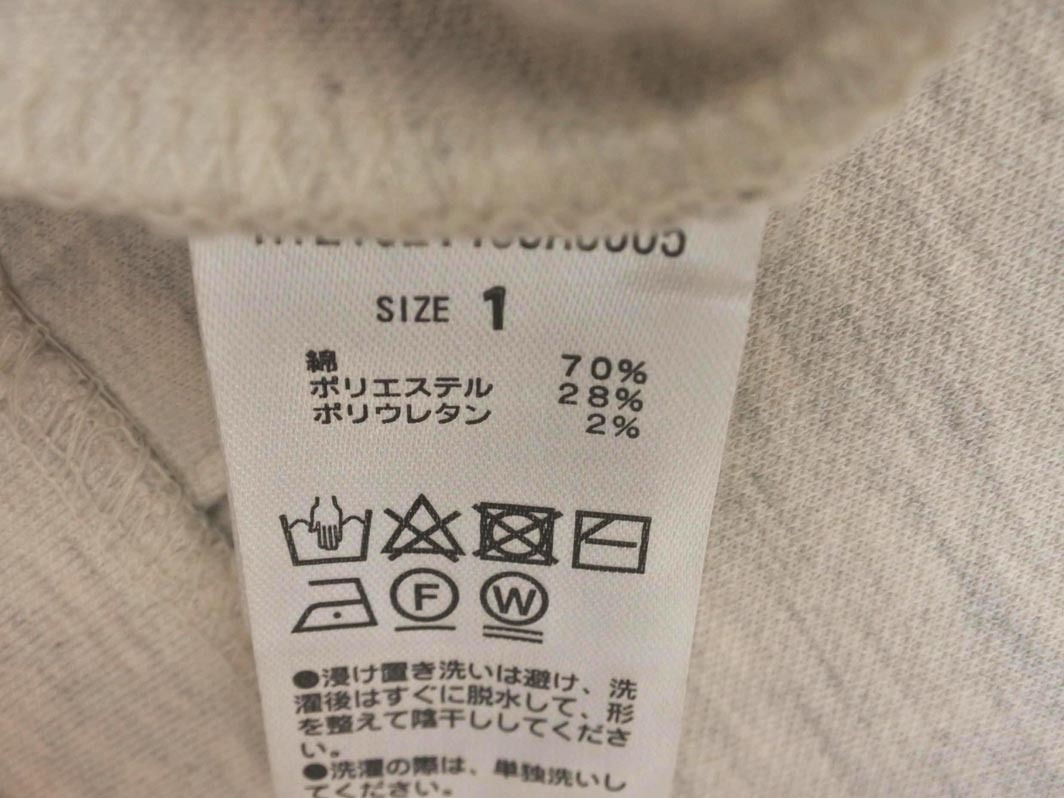 SIZE 1
綿 70%
ポリエステル 28%
ポリウレタン 2%
F W
●浸け置き洗いは避け、洗
濯後はすぐに脱水して、形
を整えて陰干ししてくださ
い。
●洗濯の際は、単独洗いし
てください。